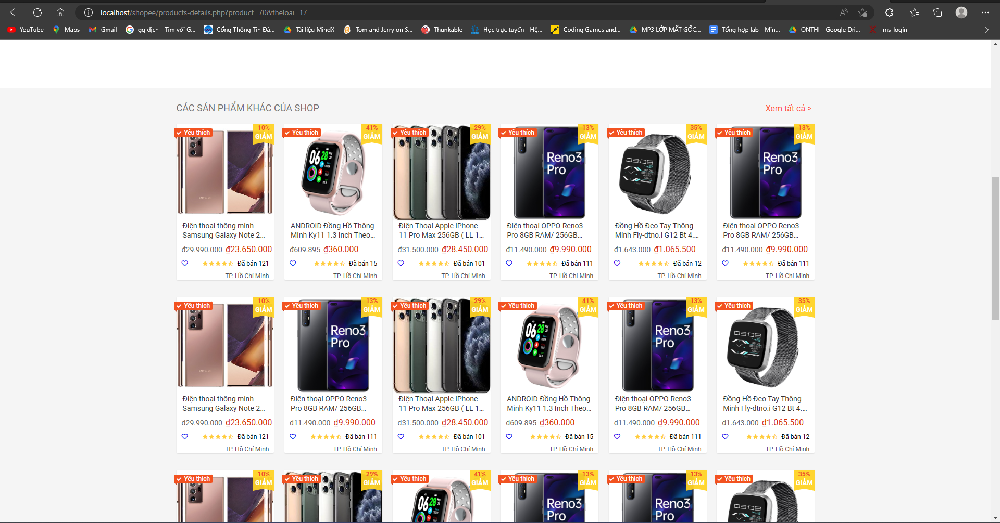 localhost/shopee/products-details.php?product=70&theloai=17
YouTube Maps Gmail gg dịch - Tìm với G... Cổng Thông Tin Đà... Tài liệu MindX Tom and Jerry on S... Thunkable Học trực tuyến - Hệ... Coding Games and... MP3 LỚP MẤT GỐC... Tổng hợp lab - Min... ONTHI - Google Dri... lms-login
CÁC SẢN PHẨM KHÁC CỦA SHOP Xem tất cả >
Yêu thích 10% GIẢM Yêu thích 41% GIẢM Yêu thích 29% GIẢM Yêu thích 13% GIẢM Yêu thích 35% GIẢM Yêu thích 13% GIẢM
06 28 Reno3 Pro 03:08 42 Reno3 Pro
Điện thoại thông minh ANDROID Đồng Hồ Thông Điện Thoại Apple iPhone Điện thoại OPPO Reno3 Đồng Hồ Đeo Tay Thông Điện thoại OPPO Reno3
Samsung Galaxy Note 2... Minh Ky11 1.3 Inch Theo... 11 Pro Max 256GB ( LL 1... Pro 8GB RAM/ 256GB... Minh Fly-dtno.i G12 Bt 4.... Pro 8GB RAM/ 256GB...
₫29.990.000 ₫23.650.000 ₫609.895 ₫360.000 ₫31.500.000 ₫28.450.000 ₫11.490.000 ₫9.990.000 ₫1.643.000 ₫1.065.500 ₫11.490.000 ₫9.990.000
Đã bán 121 Đã bán 15 Đã bán 101 Đã bán 111 Đã bán 12 Đã bán 111
TP. Hồ Chí Minh TP. Hồ Chí Minh TP. Hồ Chí Minh TP. Hồ Chí Minh TP. Hồ Chí Minh TP. Hồ Chí Minh
Yêu thích 10% GIẢM Yêu thích 13% GIẢM Yêu thích 29% GIẢM Yêu thích 41% GIẢM Yêu thích 13% GIẢM Yêu thích 35% GIẢM
Reno3 Pro 06 28 Reno3 Pro 03:08 42
Điện thoại thông minh Điện thoại OPPO Reno3 Điện Thoại Apple iPhone ANDROID Đồng Hồ Thông Điện thoại OPPO Reno3 Đồng Hồ Đeo Tay Thông
Samsung Galaxy Note 2... Pro 8GB RAM/ 256GB... 11 Pro Max 256GB ( LL 1... Minh Ky11 1.3 Inch Theo... Pro 8GB RAM/ 256GB... Minh Fly-dtno.i G12 Bt 4....
₫29.990.000 ₫23.650.000 ₫11.490.000 ₫9.990.000 ₫31.500.000 ₫28.450.000 ₫609.895 ₫360.000 ₫11.490.000 ₫9.990.000 ₫1.643.000 ₫1.065.500
Đã bán 121 Đã bán 111 Đã bán 101 Đã bán 15 Đã bán 111 Đã bán 12
TP. Hồ Chí Minh TP. Hồ Chí Minh TP. Hồ Chí Minh TP. Hồ Chí Minh TP. Hồ Chí Minh TP. Hồ Chí Minh
Yêu thích 10% GIẢM Yêu thích 29% GIẢM Yêu thích 41% GIẢM Yêu thích 13% GIẢM Yêu thích 13% GIẢM Yêu thích 35% GIẢM
06 28 Reno3 Pro Reno3 Pro 03:08